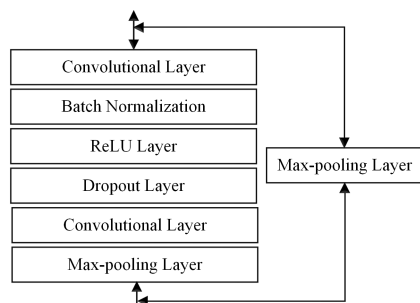 Convolutional Layer
Batch Normalization
ReLU Layer
Dropout Layer
Convolutional Layer
Max-pooling Layer
Max-pooling Layer